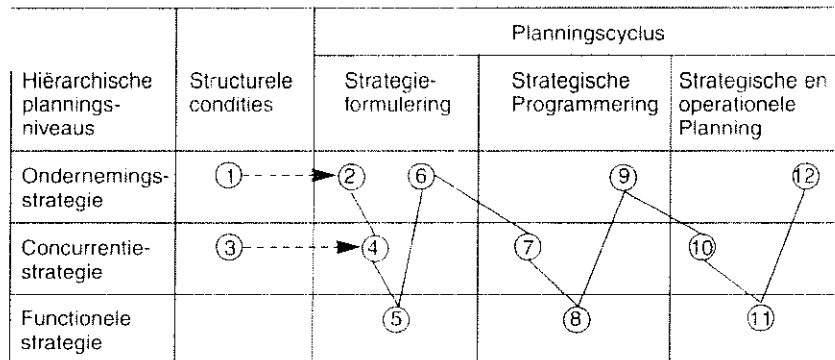 Planningscyclus
Hiërarchische
plannings-
niveaus
Structurele
condities
Strategie-
formulering
Strategische
Programmering
Strategische en
operationele
Planning
Ondernemings-
strategie
1
2
6
9
12
Concurrentie-
strategie
3
4
7
10
Functionele
strategie
5
8
11